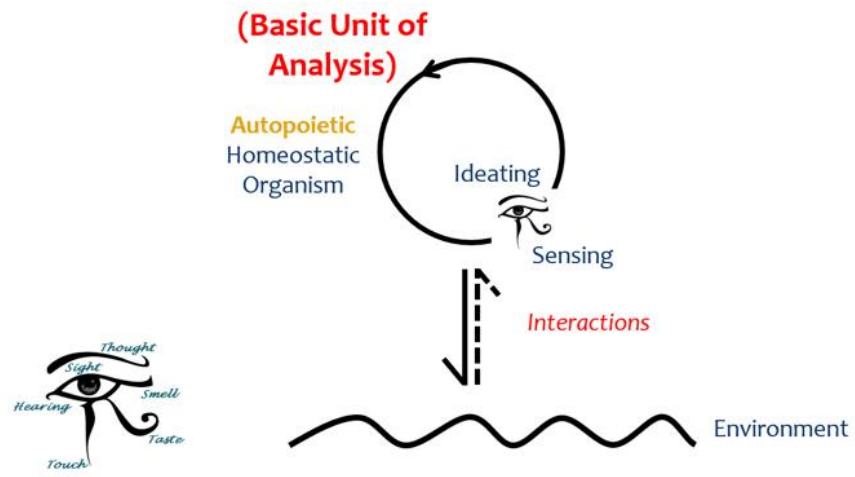 (Basic Unit of
Analysis)
Autopoietic
Homeostatic
Organism
Ideating
Sensing
Interactions
Environment
Thought
Sight
Hearing
Smell
Taste
Touch